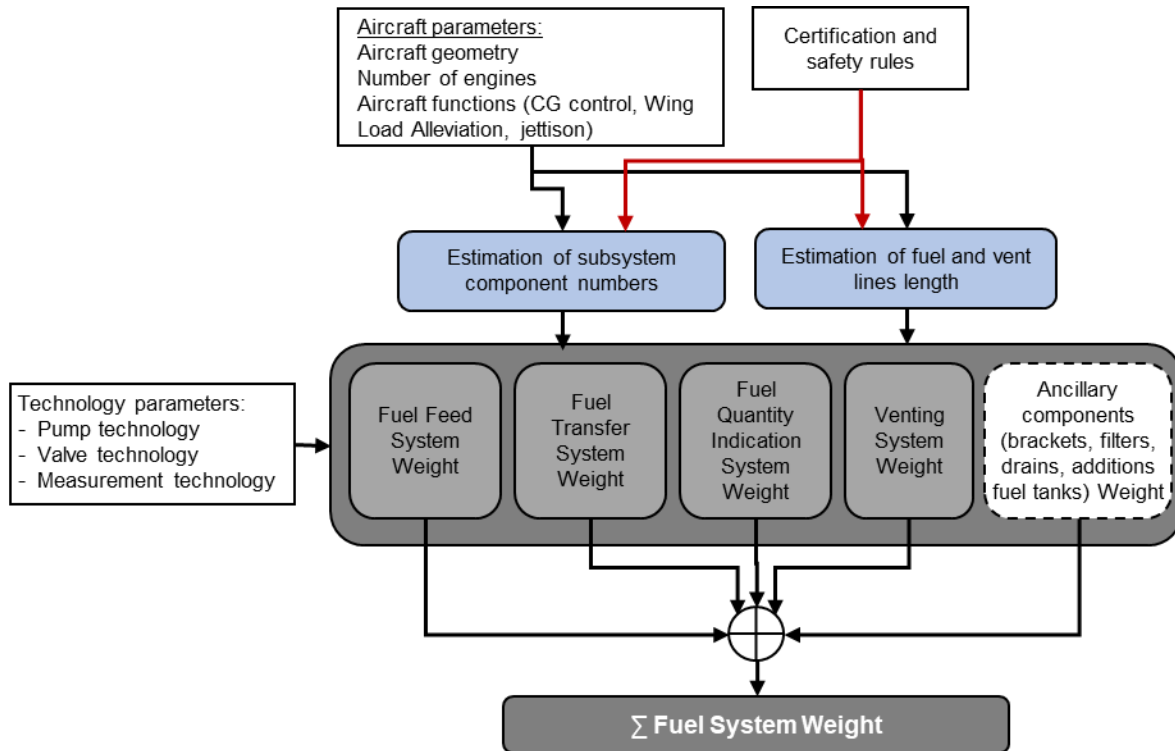 Aircraft parameters:
Aircraft geometry
Number of engines
Aircraft functions (CG control, Wing
Load Alleviation, jettison)
Certification and
safety rules
Estimation of subsystem
component numbers
Estimation of fuel and vent
lines length
Technology parameters:
- Pump technology
- Valve technology
- Measurement technology
Fuel Feed
System
Weight
Fuel
Transfer
System
Weight
Fuel
Quantity
Indication
System
Weight
Venting
System
Weight
Ancillary
components
(brackets, filters,
drains, additions
fuel tanks) Weight
∑ Fuel System Weight